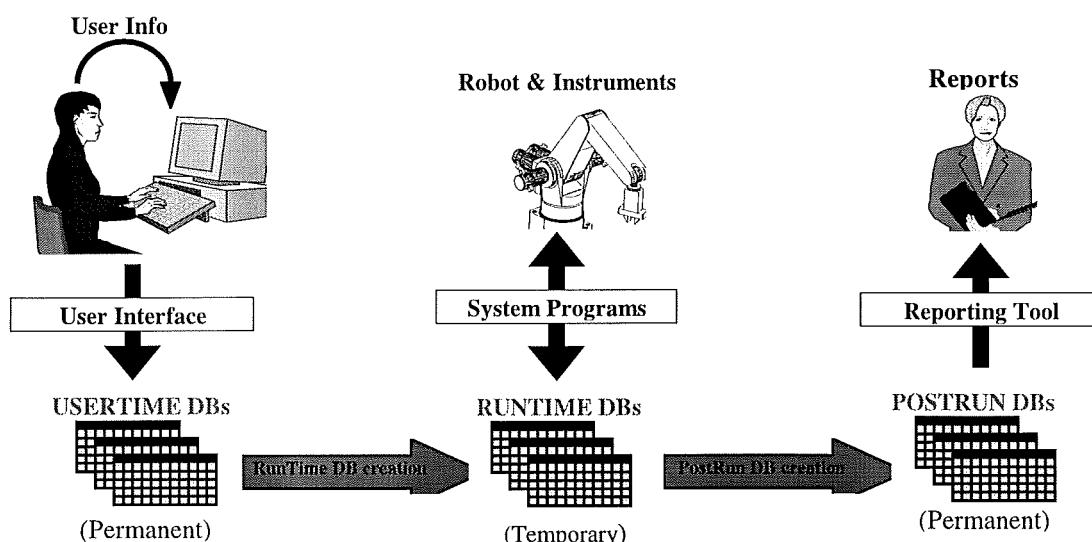 User Info
Robot & Instruments
Reports
User Interface
System Programs
Reporting Tool
USERTIME DBs
RUNTIME DBs
POSTRUN DBs
RunTime DB creation
PostRun DB creation
(Permanent)
(Temporary)
(Permanent)